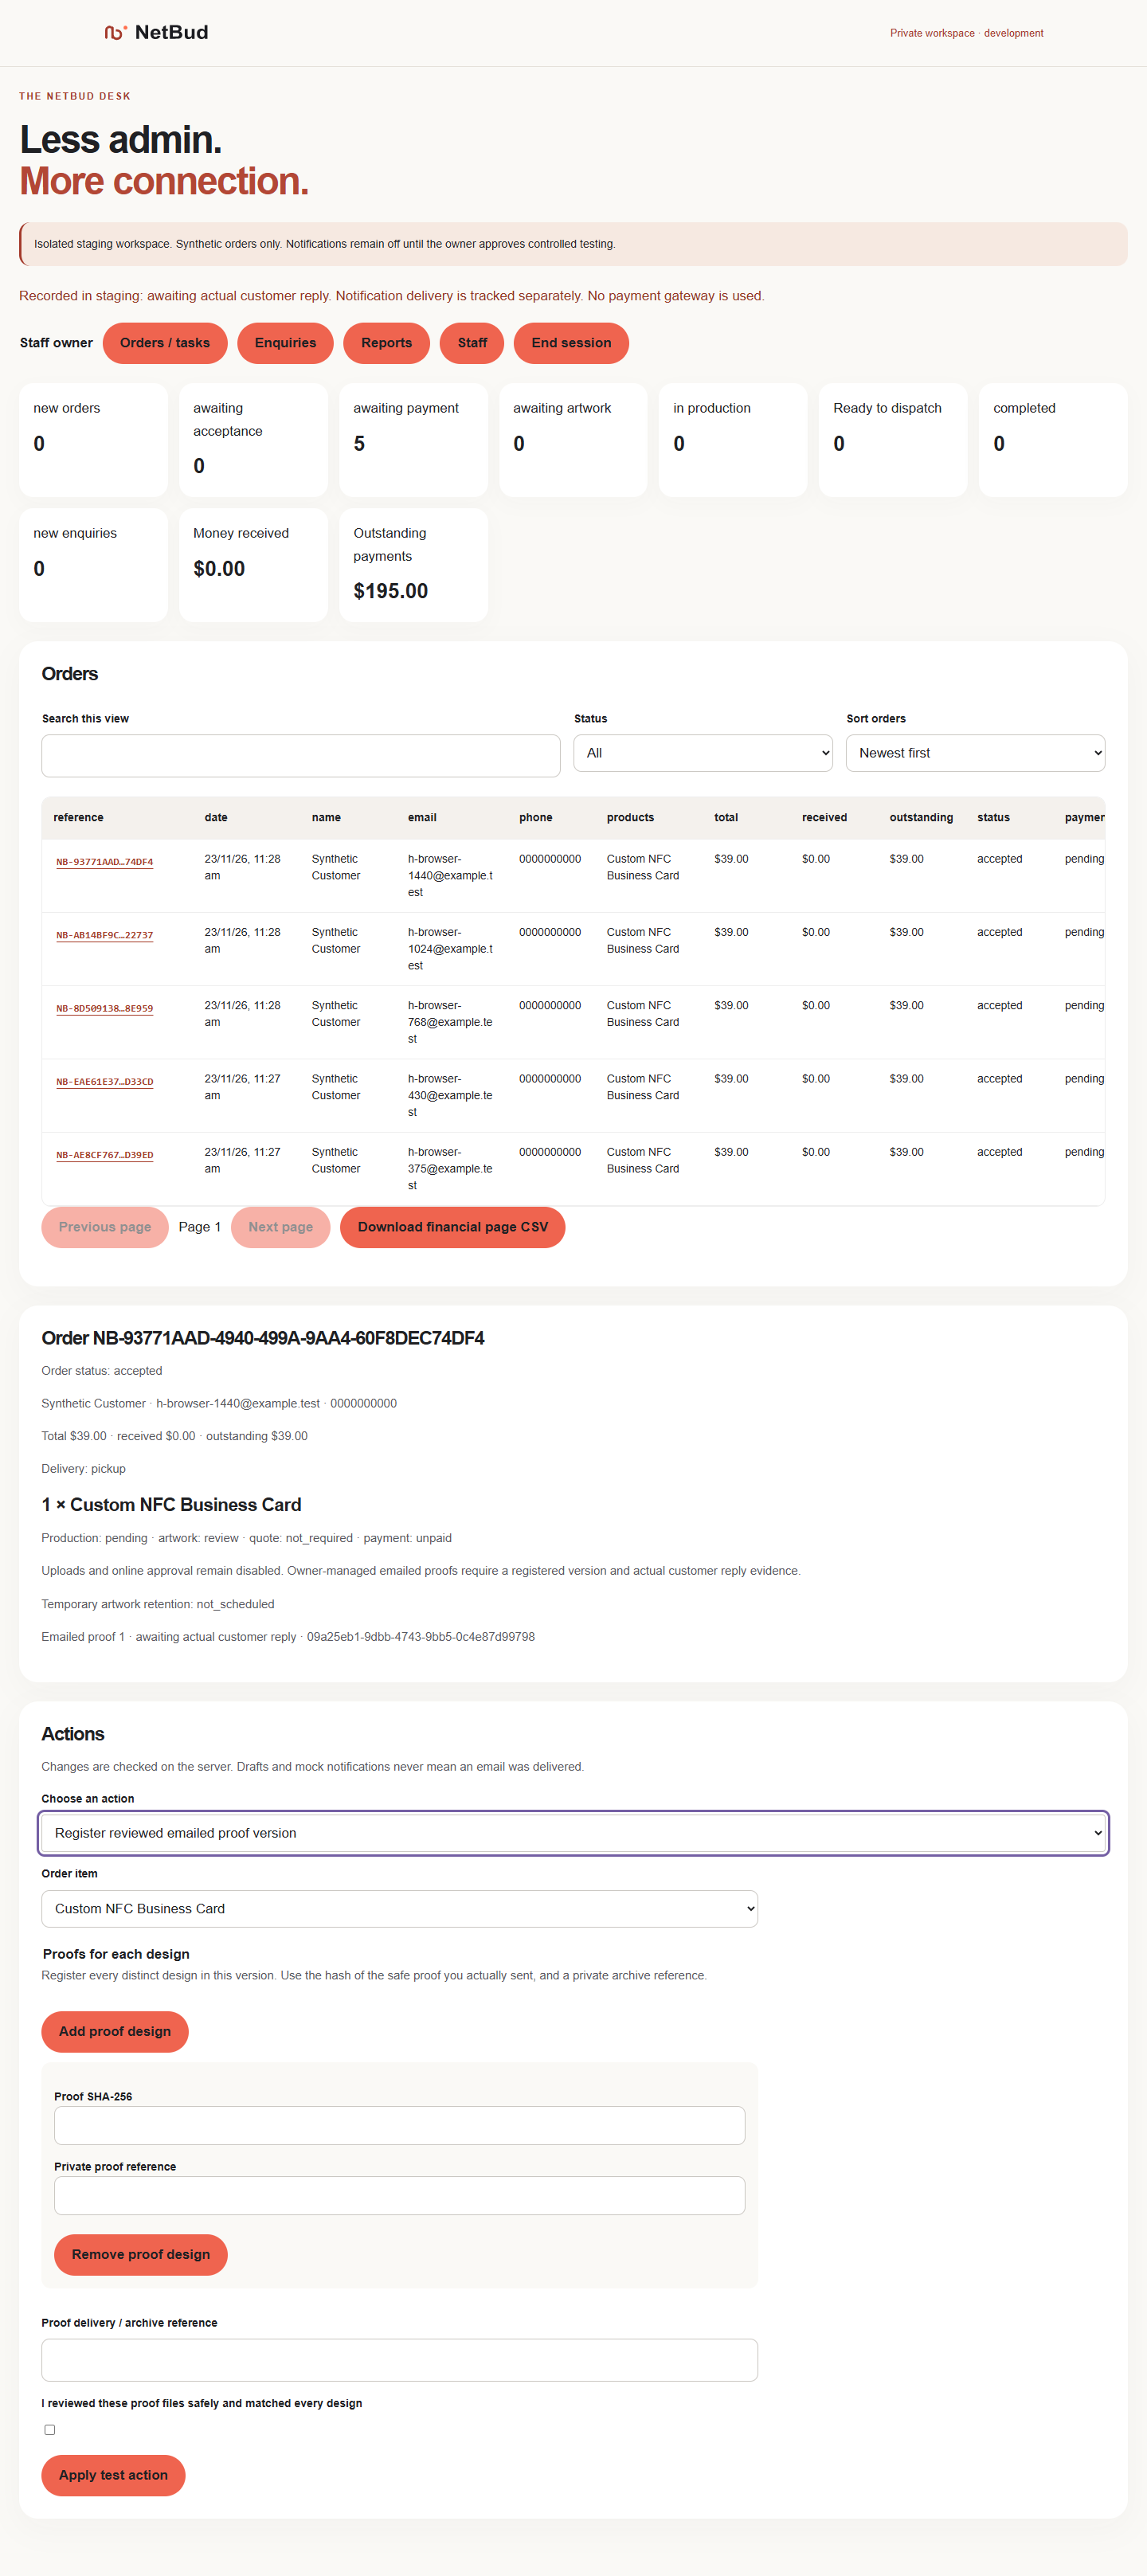 NetBud
Private workspace · development
THE NETBUD DESK
Less admin.
More connection.
Isolated staging workspace. Synthetic orders only. Notifications remain off until the owner approves controlled testing.
Recorded in staging: awaiting actual customer reply. Notification delivery is tracked separately. No payment gateway is used.
Staff owner Orders / tasks Enquiries Reports Staff End session
new orders
0
awaiting
acceptance
0
awaiting payment
5
awaiting artwork
0
in production
0
Ready to dispatch
0
completed
0
new enquiries
0
Money received
$0.00
Outstanding
payments
$195.00
Orders
Search this view
Status
All
Sort orders
Newest first
reference date name email phone products total received outstanding status paymen
NB-93771AAD…74DF4 23/11/26, 11:28 Synthetic h-browser- 0000000000 Custom NFC $39.00 $0.00 $39.00 accepted pending
am Customer 1440@example.t Business Card
est
NB-AB14BF9C…22737 23/11/26, 11:28 Synthetic h-browser- 0000000000 Custom NFC $39.00 $0.00 $39.00 accepted pending
am Customer 1024@example.t Business Card
est
NB-8D509138…8E959 23/11/26, 11:28 Synthetic h-browser- 0000000000 Custom NFC $39.00 $0.00 $39.00 accepted pending
am Customer 768@example.te Business Card
st
NB-EAE61E37…D33CD 23/11/26, 11:27 Synthetic h-browser- 0000000000 Custom NFC $39.00 $0.00 $39.00 accepted pending
am Customer 430@example.te Business Card
st
NB-AE8CF767…D39ED 23/11/26, 11:27 Synthetic h-browser- 0000000000 Custom NFC $39.00 $0.00 $39.00 accepted pending
am Customer 375@example.te Business Card
st
Previous page Page 1 Next page Download financial page CSV
Order NB-93771AAD-4940-499A-9AA4-60F8DEC74DF4
Order status: accepted
Synthetic Customer · h-browser-1440@example.test · 0000000000
Total $39.00 · received $0.00 · outstanding $39.00
Delivery: pickup
1 × Custom NFC Business Card
Production: pending · artwork: review · quote: not_required · payment: unpaid
Uploads and online approval remain disabled. Owner-managed emailed proofs require a registered version and actual customer reply evidence.
Temporary artwork retention: not_scheduled
Emailed proof 1 · awaiting actual customer reply · 09a25eb1-9dbb-4743-9bb5-0c4e87d99798
Actions
Changes are checked on the server. Drafts and mock notifications never mean an email was delivered.
Choose an action
Register reviewed emailed proof version
Order item
Custom NFC Business Card
Proofs for each design
Register every distinct design in this version. Use the hash of the safe proof you actually sent, and a private archive reference.
Add proof design
Proof SHA-256
Private proof reference
Remove proof design
Proof delivery / archive reference
I reviewed these proof files safely and matched every design
Apply test action